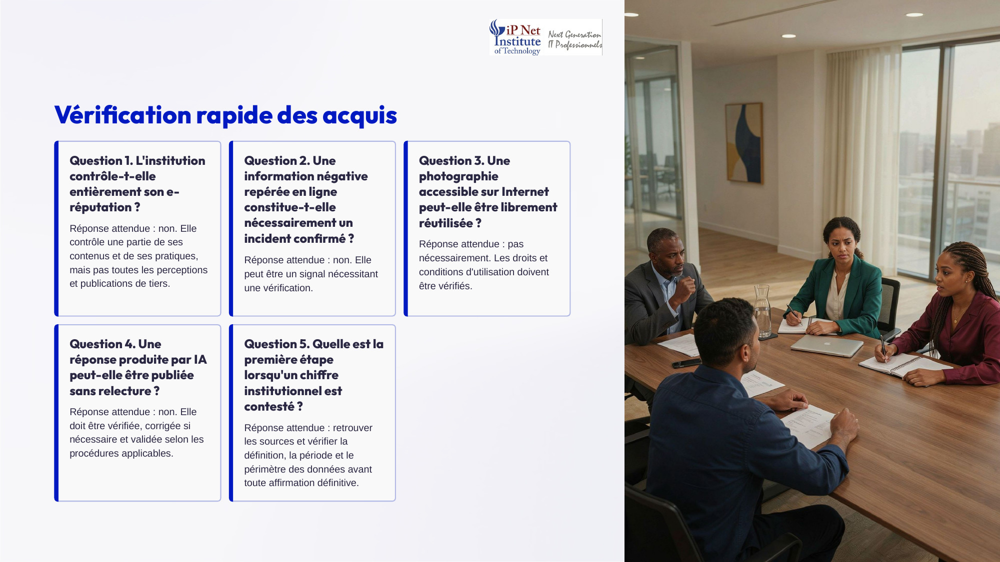 iP Net
Institute
of Technology
Next Generation
IT Professionnels
Vérification rapide des acquis
Question 1. L'institution
contrôle-t-elle
entièrement son e-
réputation ?
Réponse attendue : non. Elle
contrôle une partie de ses
contenus et de ses pratiques,
mais pas toutes les perceptions
et publications de tiers.
Question 2. Une
information négative
repérée en ligne
constitue-t-elle
nécessairement un
incident confirmé ?
Réponse attendue : non. Elle
peut être un signal nécessitant
une vérification.
Question 3. Une
photographie
accessible sur Internet
peut-elle être librement
réutilisée ?
Réponse attendue : pas
nécessairement. Les droits et
conditions d'utilisation doivent
être vérifiés.
Question 4. Une
réponse produite par IA
peut-elle être publiée
sans relecture ?
Réponse attendue : non. Elle
doit être vérifiée, corrigée si
nécessaire et validée selon les
procédures applicables.
Question 5. Quelle est la
première étape
lorsqu'un chiffre
institutionnel est
contesté ?
Réponse attendue : retrouver
les sources et vérifier la
définition, la période et le
périmètre des données avant
toute affirmation définitive.